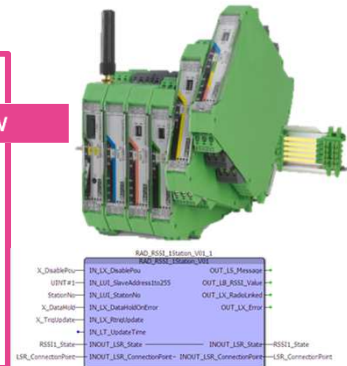 W
RAD_RSSI_1Station_V01_1
RAD_RSSI_1Station_V01
X_DisablePou IN_LX_DisablePou OUT_LS_Message
UINT#1 IN_LUI_SlaveAddress1to255 OUT_LB_RSSI_Value
StationNo IN_LUI_StationNo OUT_LX_RadioLinked
X_DataHold IN_LX_DataHoldOnError OUT_LX_Error
X_TrigUpdate IN_LX_RtrigUpdate
IN_LT_UpdateTime
RSSI1_State INOUT_LSR_State INOUT_LSR_State RSSI1_State
LSR_ConnectionPoint INOUT_LSR_ConnectionPoint INOUT_LSR_ConnectionPoint LSR_ConnectionPoint